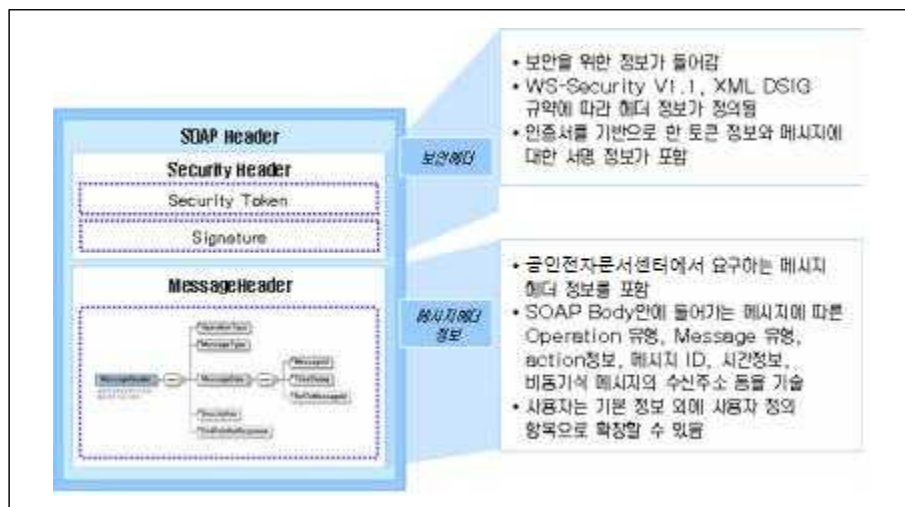 SOAP Header
Security Header
Security Token
Signature
MessageHeader
OperationType
MessageType
MessageHeader
MessageId
TimeStamp
RefToMessageId
Description
보안헤더
메시지헤더
정보
• 보안을 위한 정보가 들어감
• WS-Security V1.1, XML DSIG
규약에 따라 헤더 정보가 정의됨
• 인증서를 기반으로 한 토큰 정보와 메시지에
대한 서명 정보가 포함
• 공인전자문서센터에서 요구하는 메시지
헤더 정보를 포함
• SOAP Body안에 들어가는 메시지에 따른
Operation 유형, Message 유형,
action정보, 메시지 ID, 시간정보,
비동기식 메시지의 수신주소 등을 기술
• 사용자는 기본 정보 외에 사용자 정의
항목으로 확장할 수 있음